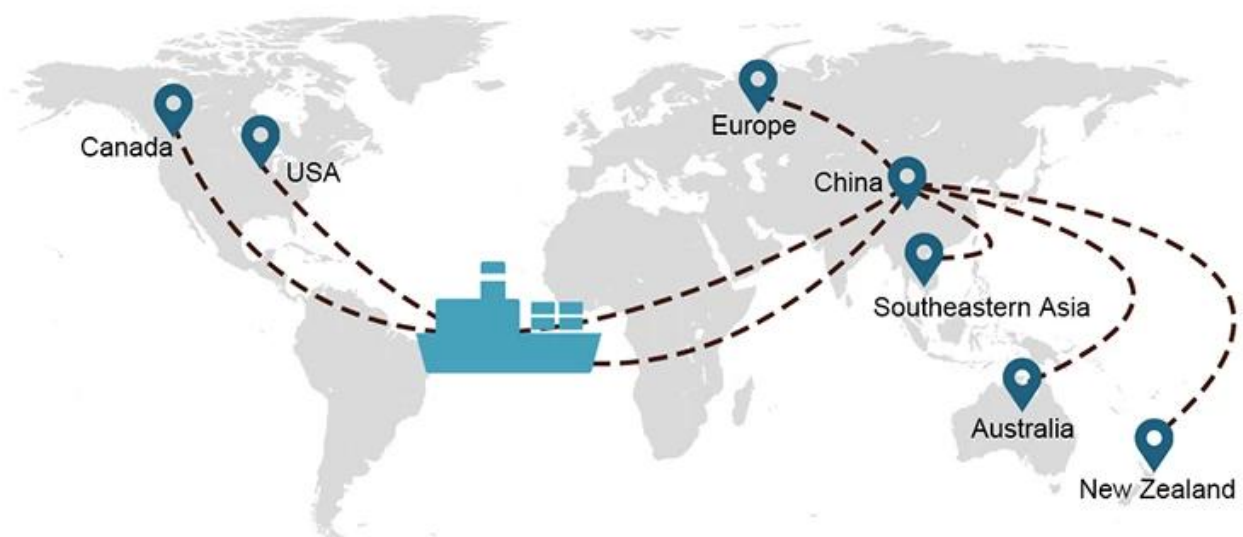 Canada
USA
Europe
China
Southeastern Asia
Australia
New Zealand